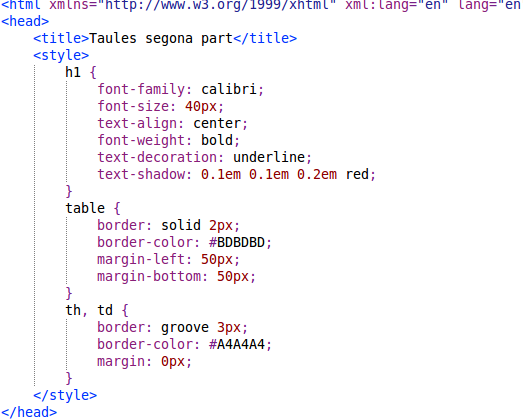 <html xmlns="http://www.w3.org/1999/xhtml" xml:lang="en" lang="en
<head>
<title>Taules segona part</title>
<style>
h1 {
font-family: calibri;
font-size: 40px;
text-align: center;
font-weight: bold;
text-decoration: underline;
text-shadow: 0.1em 0.1em 0.2em red;
}
table {
border: solid 2px;
border-color: #BDBDBD;
margin-left: 50px;
margin-bottom: 50px;
}
th, td {
border: groove 3px;
border-color: #A4A4A4;
margin: 0px;
}
</style>
</head>